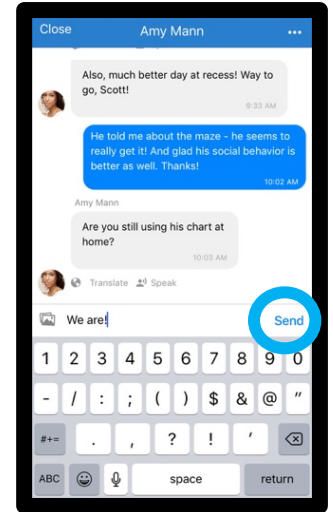 Close Amy Mann ...
Also, much better day at recess! Way to
go, Scott!
9:33 AM
He told me about the maze - he seems to
really get it! And glad his social behavior is
better as well. Thanks!
10:02 AM
Amy Mann
Are you still using his chart at
home?
10:03 AM
Translate Speak
We are! Send
1 2 3 4 5 6 7 8 9 0
- / : ; ( ) $ & @ "
#+= . , ? ! '
ABC space return